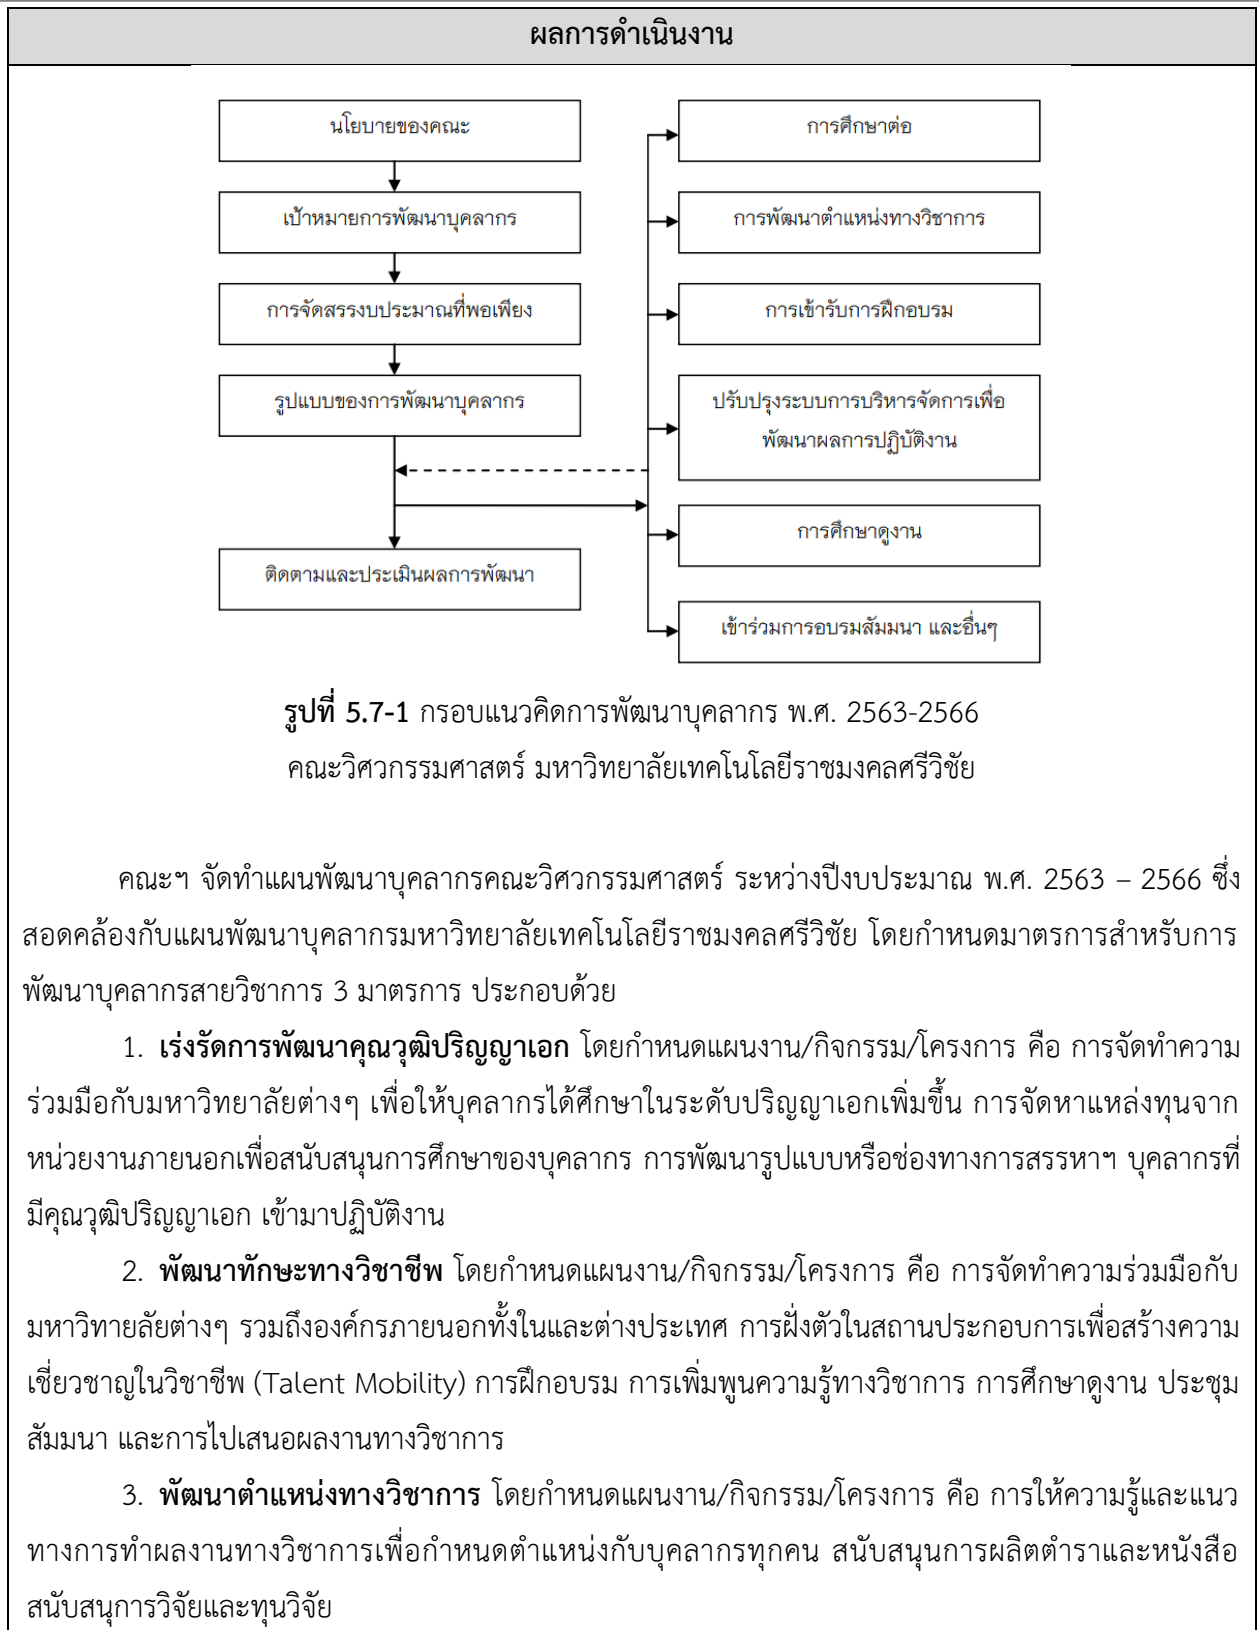 ผลการดำเนินงาน
นโยบายของคณะ
เป้าหมายการพัฒนาบุคลากร
การจัดสรรงบประมาณที่พอเพียง
รูปแบบของการพัฒนาบุคลากร
ติดตามและประเมินผลการพัฒนา
การศึกษาต่อ
การพัฒนาตำแหน่งทางวิชาการ
การเข้ารับการฝึกอบรม
ปรับปรุงระบบการบริหารจัดการเพื่อ
พัฒนาผลการปฏิบัติงาน
การศึกษาดูงาน
เข้าร่วมการอบรมสัมมนา และอื่นๆ
รูปที่ 5.7-1 กรอบแนวคิดการพัฒนาบุคลากร พ.ศ. 2563-2566
คณะวิศวกรรมศาสตร์ มหาวิทยาลัยเทคโนโลยีราชมงคลศรีวิชัย
คณะฯ จัดทำแผนพัฒนาบุคลากรคณะวิศวกรรมศาสตร์ ระหว่างปีงบประมาณ พ.ศ. 2563 – 2566 ซึ่ง
สอดคล้องกับแผนพัฒนาบุคลากรมหาวิทยาลัยเทคโนโลยีราชมงคลศรีวิชัย โดยกำหนดมาตรการสำหรับการ
พัฒนาบุคลากรสายวิชาการ 3 มาตรการ ประกอบด้วย
1. เร่งรัดการพัฒนาคุณวุฒิปริญญาเอก โดยกำหนดแผนงาน/กิจกรรม/โครงการ คือ การจัดทำความ
ร่วมมือกับมหาวิทยาลัยต่างๆ เพื่อให้บุคลากรได้ศึกษาในระดับปริญญาเอกเพิ่มขึ้น การจัดหาแหล่งทุนจาก
หน่วยงานภายนอกเพื่อสนับสนุนการศึกษาของบุคลากร การพัฒนารูปแบบหรือช่องทางการสรรหาฯ บุคลากรที่
มีคุณวุฒิปริญญาเอก เข้ามาปฏิบัติงาน
2. พัฒนาทักษะทางวิชาชีพ โดยกำหนดแผนงาน/กิจกรรม/โครงการ คือ การจัดทำความร่วมมือกับ
มหาวิทายลัยต่างๆ รวมถึงองค์กรภายนอกทั้งในและต่างประเทศ การฝั่งตัวในสถานประกอบการเพื่อสร้างความ
เชี่ยวชาญในวิชาชีพ (Talent Mobility) การฝึกอบรม การเพิ่มพูนความรู้ทางวิชาการ การศึกษาดูงาน ประชุม
สัมมนา และการไปเสนอผลงานทางวิชาการ
3. พัฒนาตำแหน่งทางวิชาการ โดยกำหนดแผนงาน/กิจกรรม/โครงการ คือ การให้ความรู้และแนว
ทางการทำผลงานทางวิชาการเพื่อกำหนดตำแหน่งกับบุคลากรทุกคน สนับสนุนการผลิตตำราและหนังสือ
สนับสนุการวิจัยและทุนวิจัย